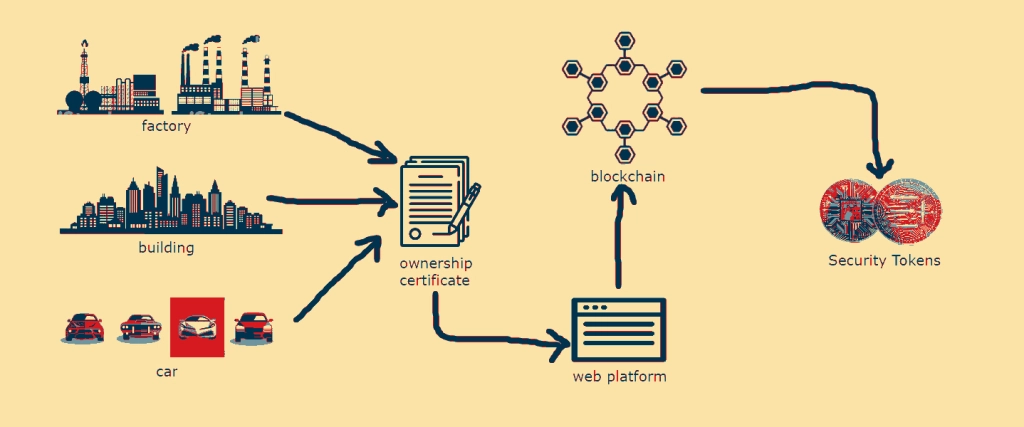 factory
building
car
ownership
certificate
web platform
blockchain
Security Tokens